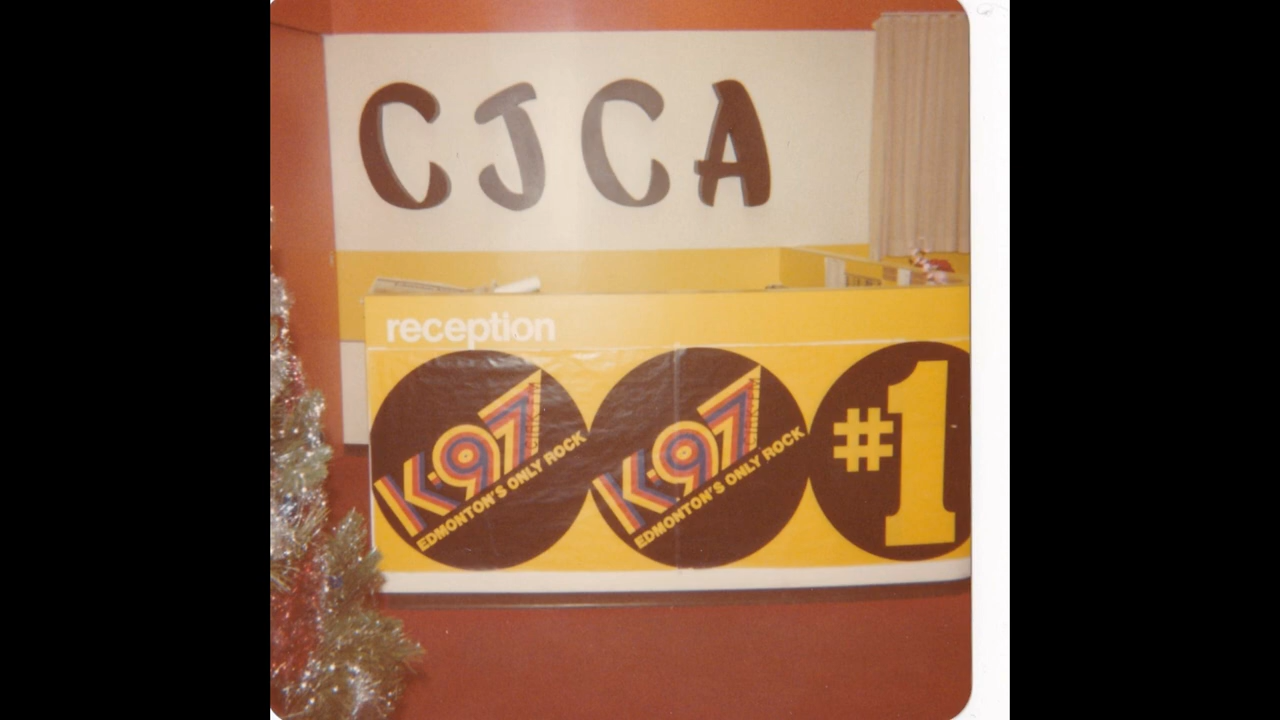 CJCA
reception
K-97
EDMONTON'S ONLY ROCK
K-97
EDMONTON'S ONLY ROCK
#1